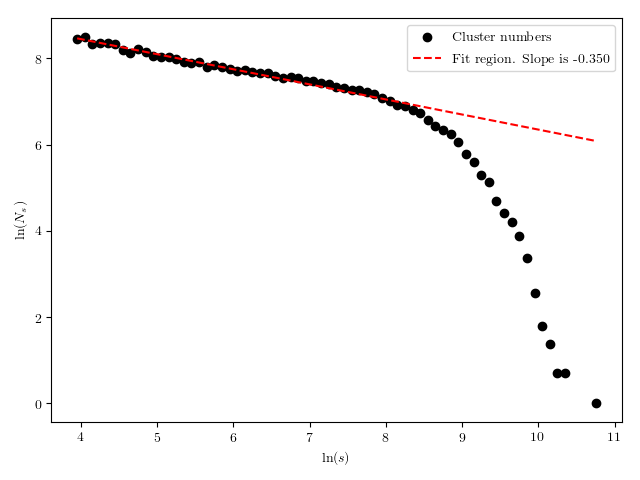 Cluster numbers
Fit region. Slope is -0.350
8
6
4
2
0
ln(N_s)
4 5 6 7 8 9 10 11
ln(s)